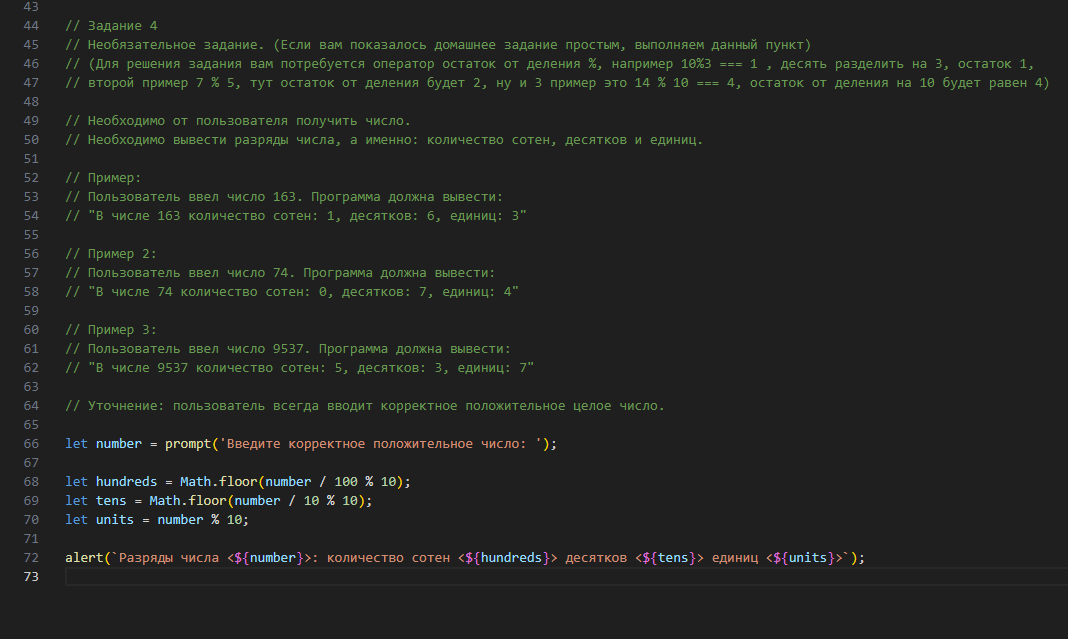 43
44 // Задание 4
45 // Необязательное задание. (Если вам показалось домашнее задание простым, выполняем данный пункт)
46 // (Для решения задания вам потребуется оператор остаток от деления %, например 10%3 === 1 , десять разделить на 3, остаток 1,
47 // второй пример 7 % 5, тут остаток от деления будет 2, ну и 3 пример это 14 % 10 === 4, остаток от деления на 10 будет равен 4)
48
49 // Необходимо от пользователя получить число.
50 // Необходимо вывести разряды числа, а именно: количество сотен, десятков и единиц.
51
52 // Пример:
53 // Пользователь ввел число 163. Программа должна вывести:
54 // "В числе 163 количество сотен: 1, десятков: 6, единиц: 3"
55
56 // Пример 2:
57 // Пользователь ввел число 74. Программа должна вывести:
58 // "В числе 74 количество сотен: 0, десятков: 7, единиц: 4"
59
60 // Пример 3:
61 // Пользователь ввел число 9537. Программа должна вывести:
62 // "В числе 9537 количество сотен: 5, десятков: 3, единиц: 7"
63
64 // Уточнение: пользователь всегда вводит корректное положительное целое число.
65
66 let number = prompt('Введите корректное положительное число: ');
67
68 let hundreds = Math.floor(number / 100 % 10);
69 let tens = Math.floor(number / 10 % 10);
70 let units = number % 10;
71
72 alert(`Разряды числа <${number}>: количество сотен <${hundreds}> десятков <${tens}> единиц <${units}>`);
73